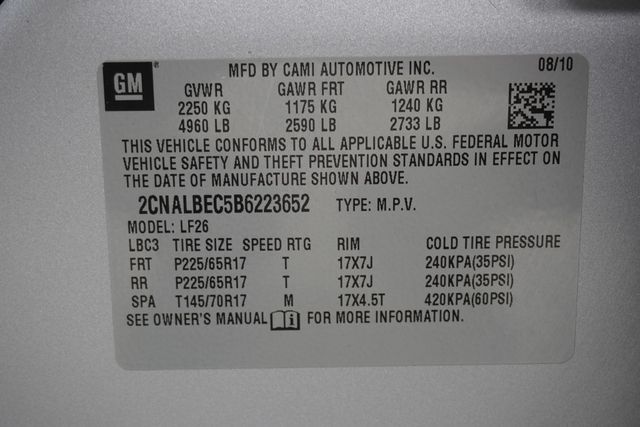 GM
MFD BY CAMI AUTOMOTIVE INC. 08/10
GVWR GAWR FRT GAWR RR
2250 KG 1175 KG 1240 KG
4960 LB 2590 LB 2733 LB
THIS VEHICLE CONFORMS TO ALL APPLICABLE U.S. FEDERAL MOTOR
VEHICLE SAFETY AND THEFT PREVENTION STANDARDS IN EFFECT ON
THE DATE OF MANUFACTURE SHOWN ABOVE.
2CNALBEC5B6223652 TYPE: M.P.V.
MODEL: LF26
LBC3 TIRE SIZE SPEED RTG RIM COLD TIRE PRESSURE
FRT P225/65R17 T 17X7J 240KPA(35PSI)
RR P225/65R17 T 17X7J 240KPA(35PSI)
SPA T145/70R17 M 17X4.5T 420KPA(60PSI)
SEE OWNER'S MANUAL i FOR MORE INFORMATION.